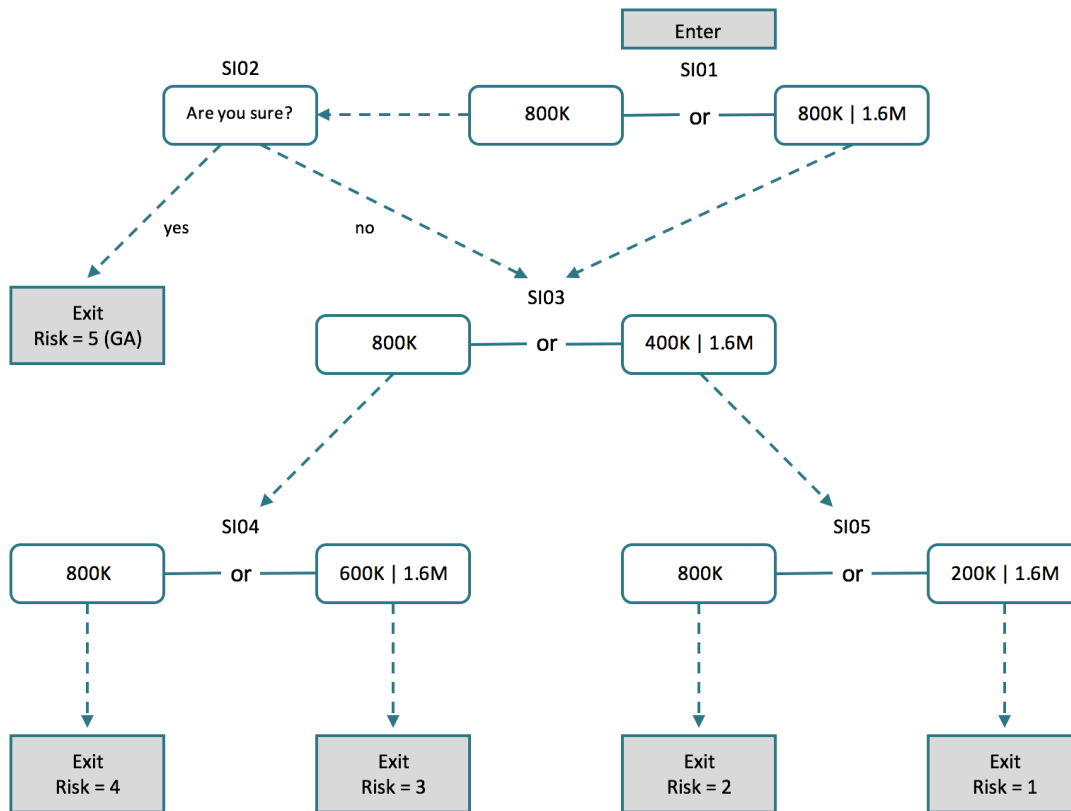 Enter
SI02
SI01
Are you sure?
800K
or
800K | 1.6M
yes
no
SI03
Exit
Risk = 5 (GA)
800K
or
400K | 1.6M
SI04
SI05
800K
or
600K | 1.6M
800K
or
200K | 1.6M
Exit
Risk = 4
Exit
Risk = 3
Exit
Risk = 2
Exit
Risk = 1